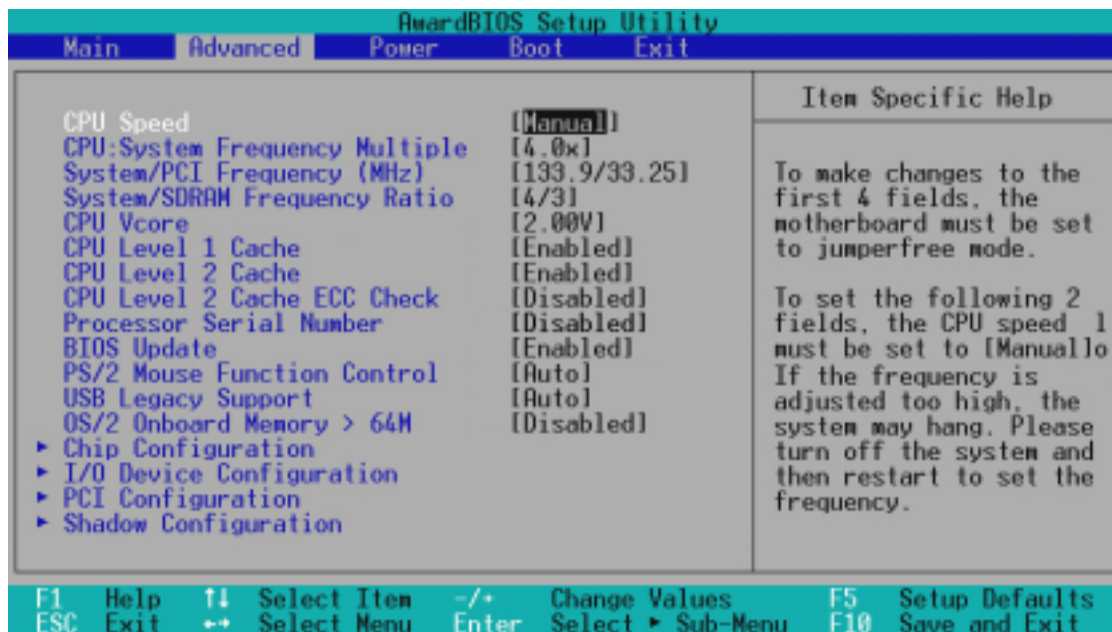 AwardBIOS Setup Utility
Main Advanced Power Boot Exit
CPU Speed [Manual]
CPU:System Frequency Multiple [4.0x]
System/PCI Frequency (MHz) [133.9/33.25]
System/SDRAM Frequency Ratio [4/3]
CPU Vcore [2.00V]
CPU Level 1 Cache [Enabled]
CPU Level 2 Cache [Enabled]
CPU Level 2 Cache ECC Check [Disabled]
Processor Serial Number [Disabled]
BIOS Update [Enabled]
PS/2 Mouse Function Control [Auto]
USB Legacy Support [Auto]
OS/2 Onboard Memory > 64M [Disabled]
► Chip Configuration
► I/O Device Configuration
► PCI Configuration
► Shadow Configuration
Item Specific Help
To make changes to the
first 4 fields, the
motherboard must be set
to jumperfree mode.
To set the following 2
fields, the CPU speed l
must be set to [Manual]o
If the frequency is
adjusted too high, the
system may hang. Please
turn off the system and
then restart to set the
frequency.
F1 Help ↑↓ Select Item -/+ Change Values F5 Setup Defaults
ESC Exit ←→ Select Menu Enter Select ► Sub-Menu F10 Save and Exit